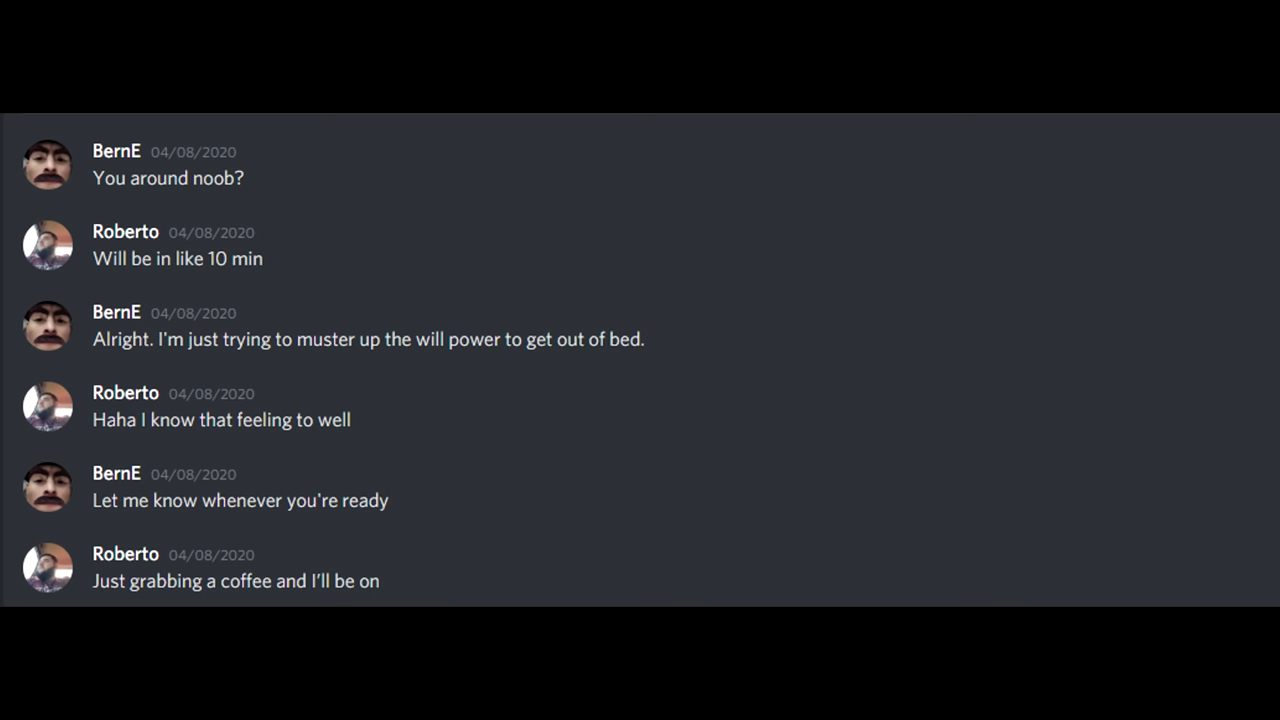 BernE 04/08/2020
You around noob?
Roberto 04/08/2020
Will be in like 10 min
BernE 04/08/2020
Alright. I'm just trying to muster up the will power to get out of bed.
Roberto 04/08/2020
Haha I know that feeling to well
BernE 04/08/2020
Let me know whenever you're ready
Roberto 04/08/2020
Just grabbing a coffee and I'll be on